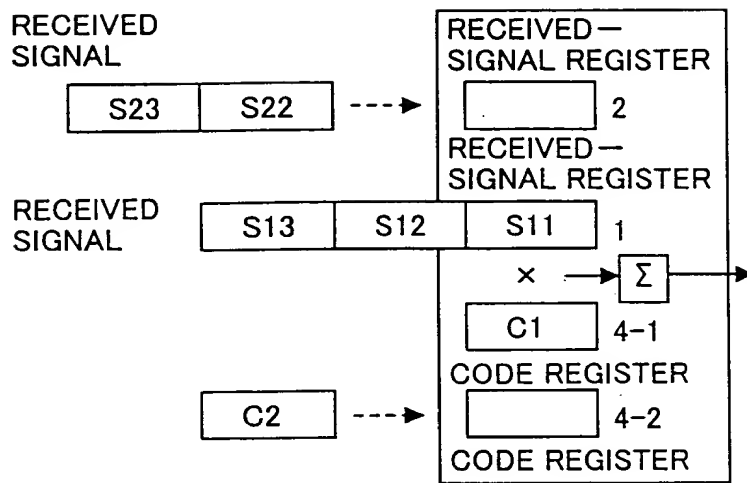 RECEIVED
SIGNAL
RECEIVED—
SIGNAL REGISTER
S23 S22 2
RECEIVED—
SIGNAL REGISTER
RECEIVED
SIGNAL
S13 S12 S11 1
× Σ
C1 4-1
CODE REGISTER
C2 4-2
CODE REGISTER